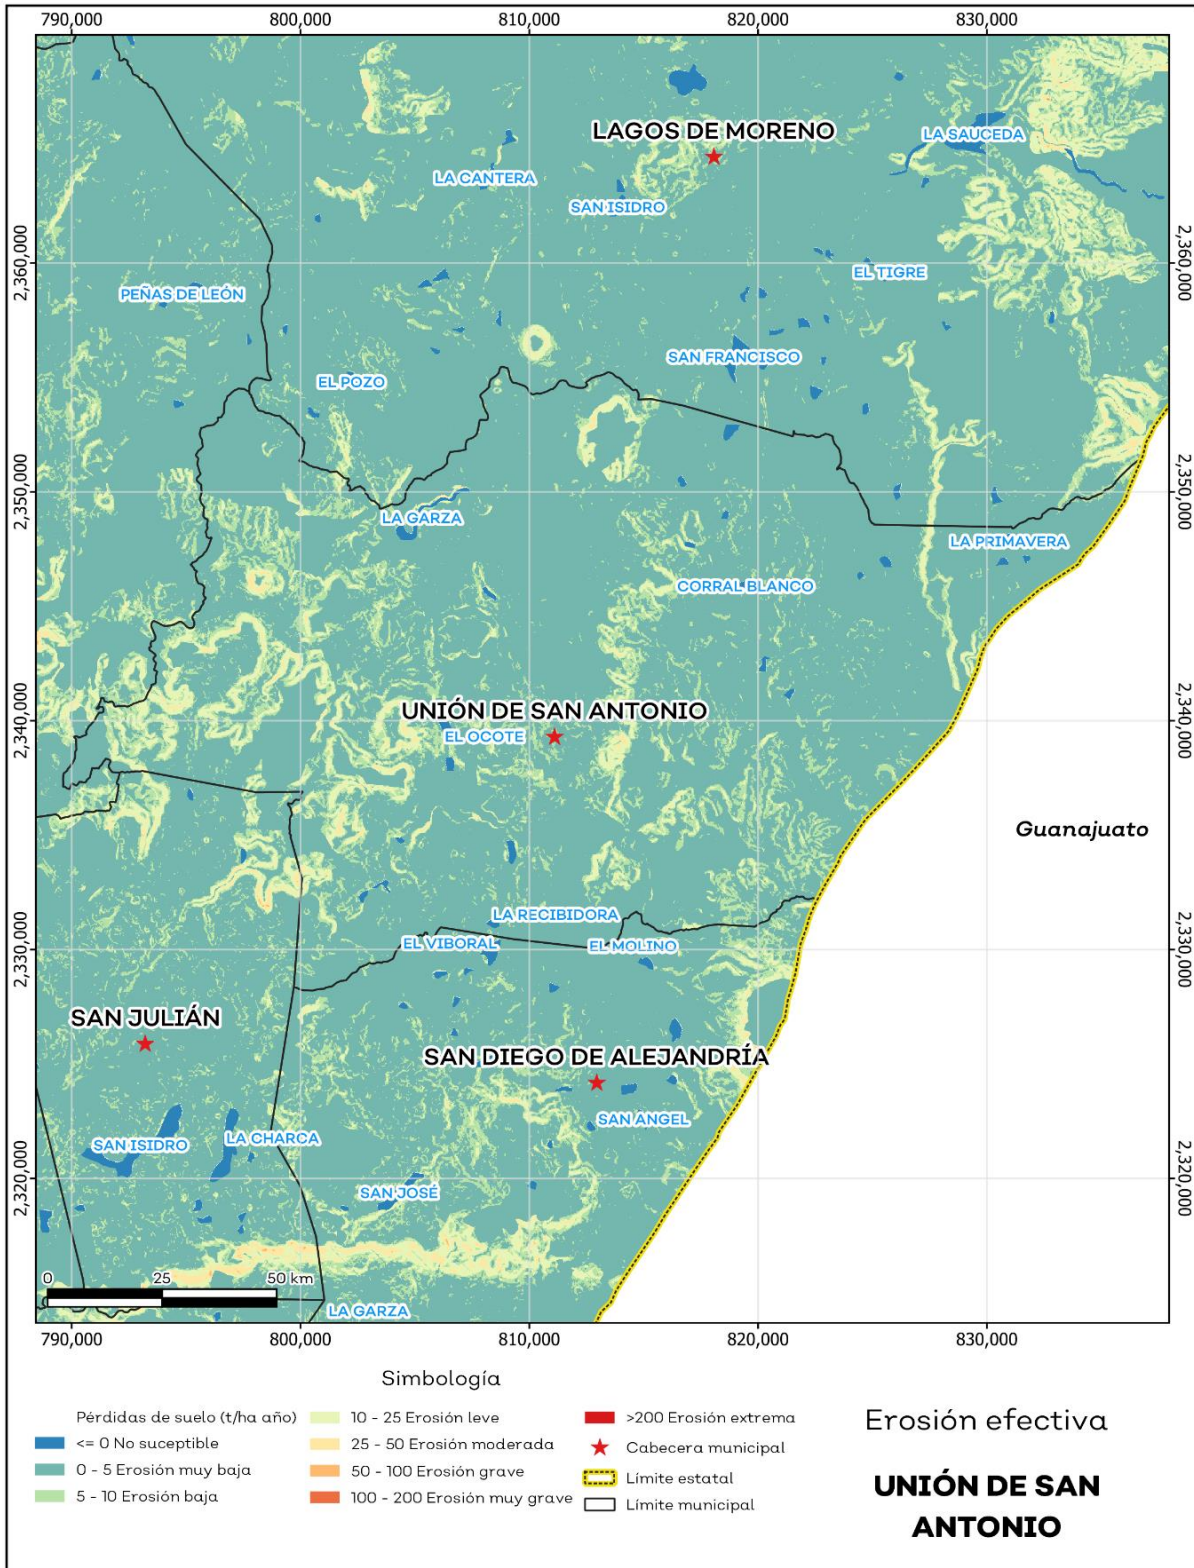 790,000
800,000
810,000
820,000
830,000
LAGOS DE MORENO
LA SAUCEDA
LA CANTERA
SAN ISIDRO
2,360,000
2,360,000
EL TIGRE
PEÑAS DE LEÓN
SAN FRANCISCO
EL POZO
2,350,000
2,350,000
LA GARZA
LA PRIMAVERA
CORRAL BLANCO
UNIÓN DE SAN ANTONIO
2,340,000
2,340,000
EL OCOTE
Guanajuato
LA RECIBIDORA
EL VIBORAL
EL MOLINO
2,330,000
2,330,000
SAN JULIÁN
SAN DIEGO DE ALEJANDRÍA
SAN ANGEL
SAN ISIDRO
LA CHARCA
2,320,000
2,320,000
SAN JOSÉ
0
25
50 km
LA GARZA
790,000
800,000
810,000
820,000
830,000
Simbología
Pérdidas de suelo (t/ha año)
<= 0 No suceptible
0 - 5 Erosión muy baja
5 - 10 Erosión baja
10 - 25 Erosión leve
25 - 50 Erosión moderada
50 - 100 Erosión grave
100 - 200 Erosión muy grave
>200 Erosión extrema
Cabecera municipal
Límite estatal
Límite municipal
Erosión efectiva
UNIÓN DE SAN
ANTONIO